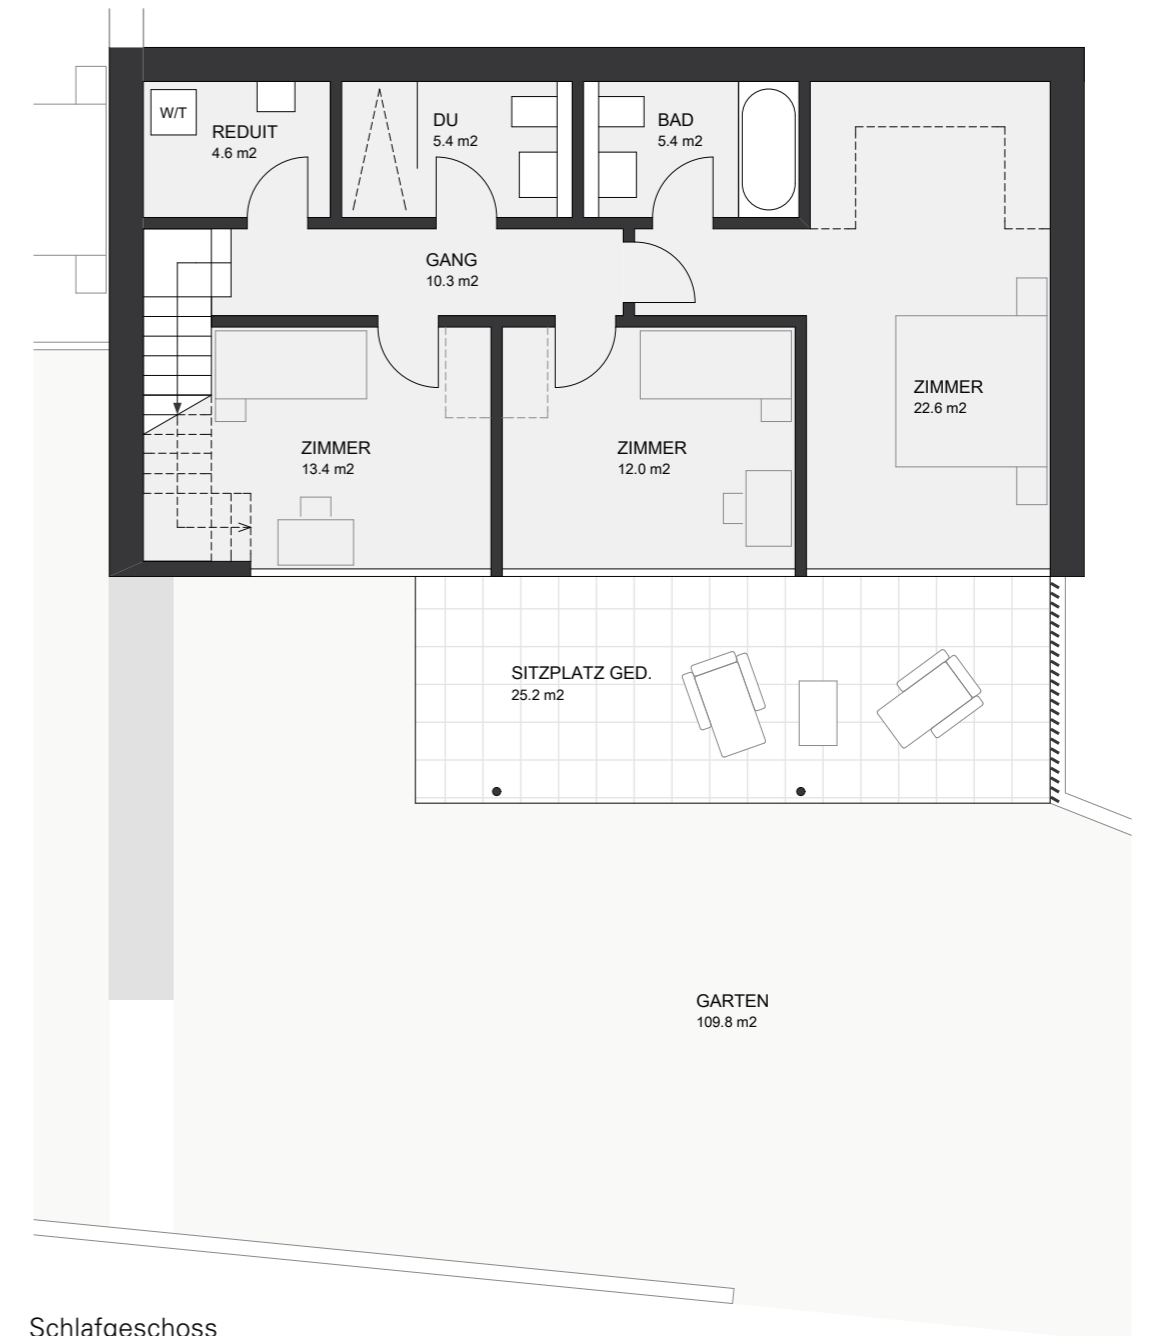 W/T
REDUIT
4.6 m2
DU
5.4 m2
BAD
5.4 m2
GANG
10.3 m2
ZIMMER
22.6 m2
ZIMMER
13.4 m2
ZIMMER
12.0 m2
SITZPLATZ GED.
25.2 m2
GARTEN
109.8 m2
Schlafgeschoss